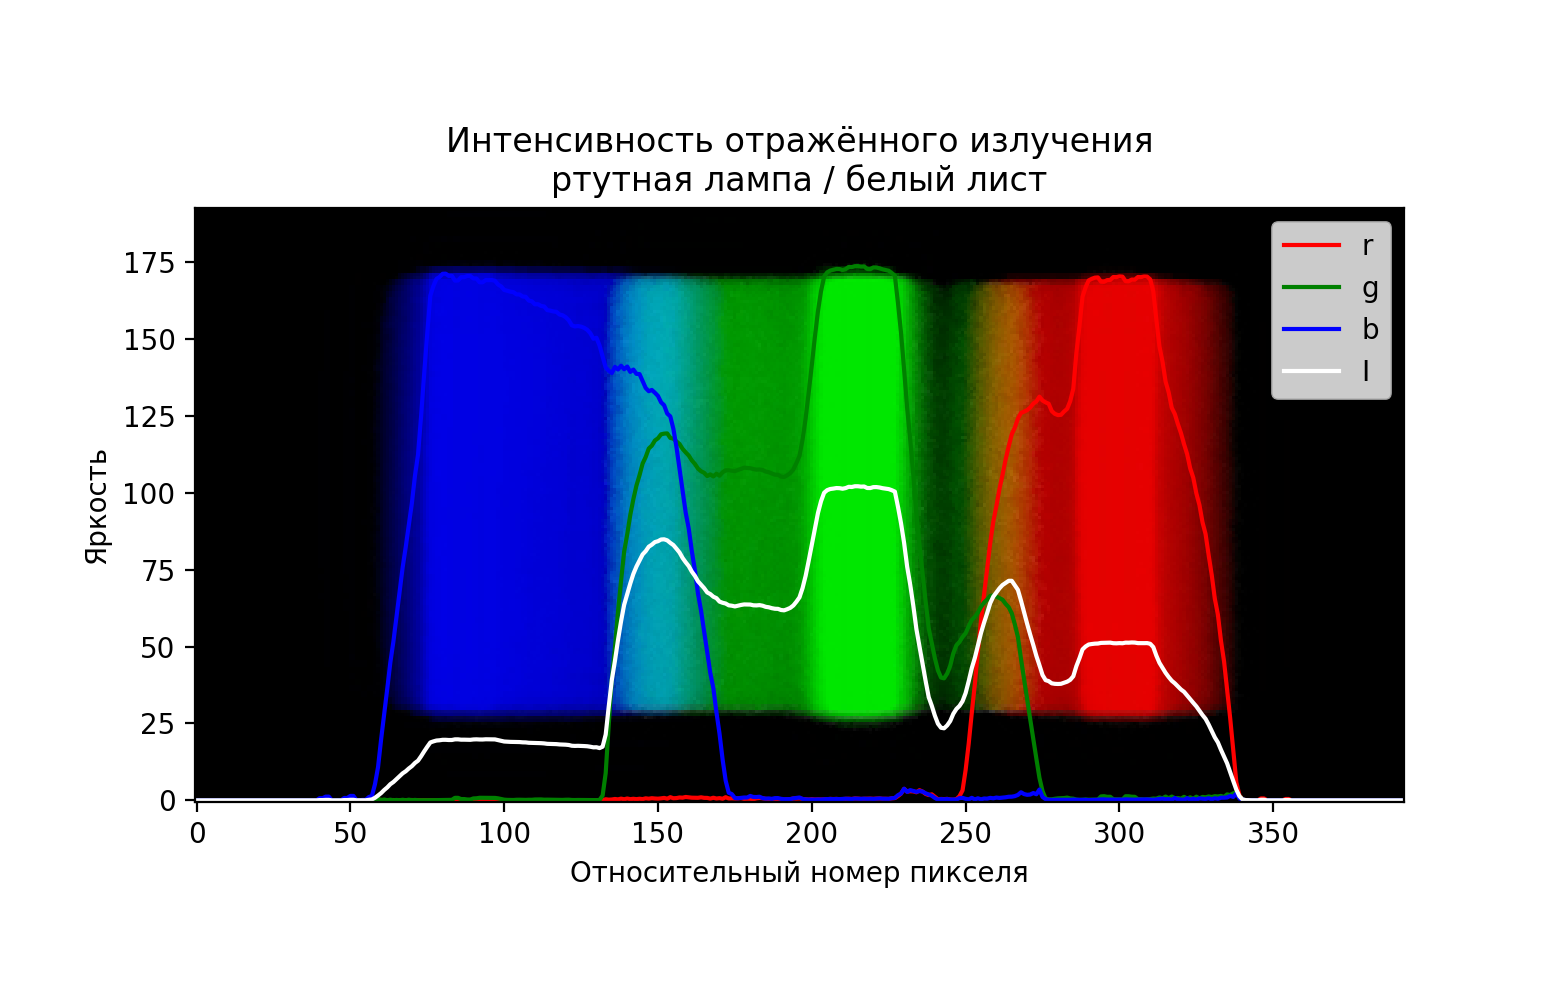 Интенсивность отражённого излучения
ртутная лампа / белый лист
r
g
b
l
175
150
125
100
75
50
25
0
Яркость
0 50 100 150 200 250 300 350
Относительный номер пикселя